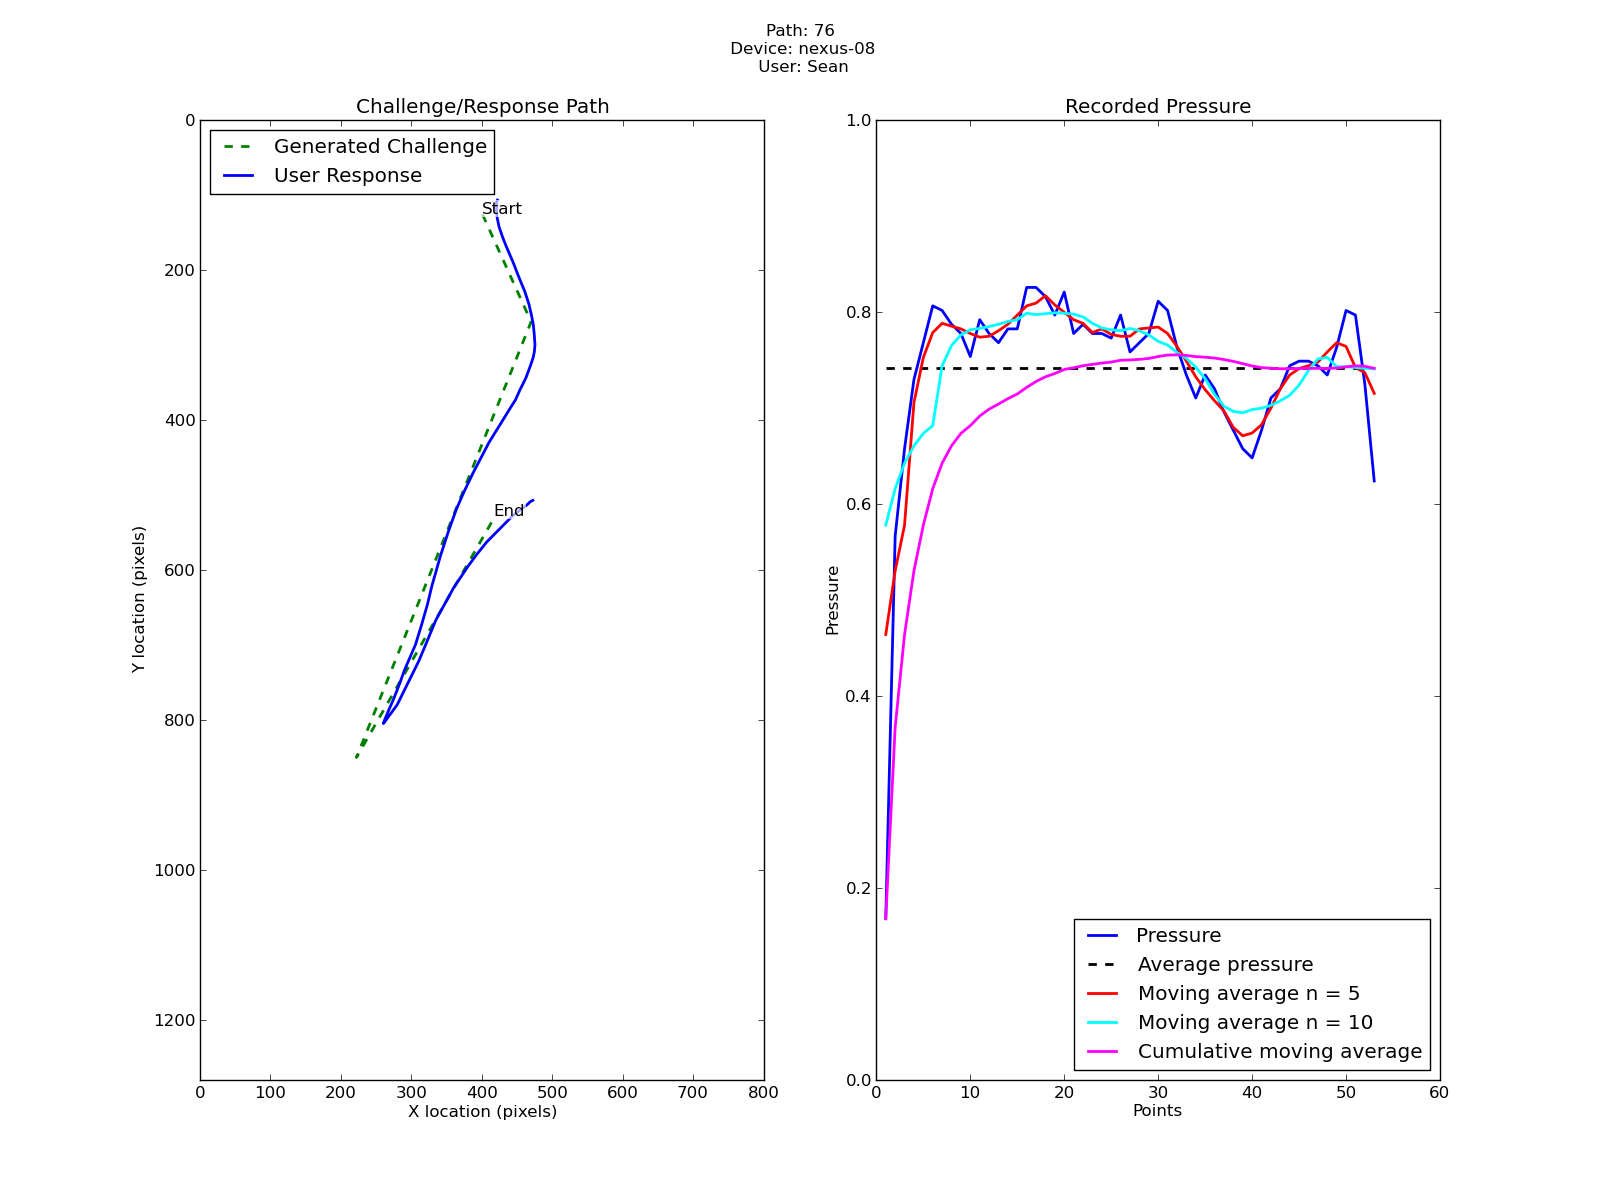 Path: 76
Device: nexus-08
User: Sean
Challenge/Response Path
Generated Challenge
User Response
Start
End
0
200
400
600
800
1000
1200
Y location (pixels)
0 100 200 300 400 500 600 700 800
X location (pixels)
Recorded Pressure
1.0
0.8
0.6
0.4
0.2
0.0
Pressure
Pressure
Average pressure
Moving average n = 5
Moving average n = 10
Cumulative moving average
0 10 20 30 40 50 60
Points